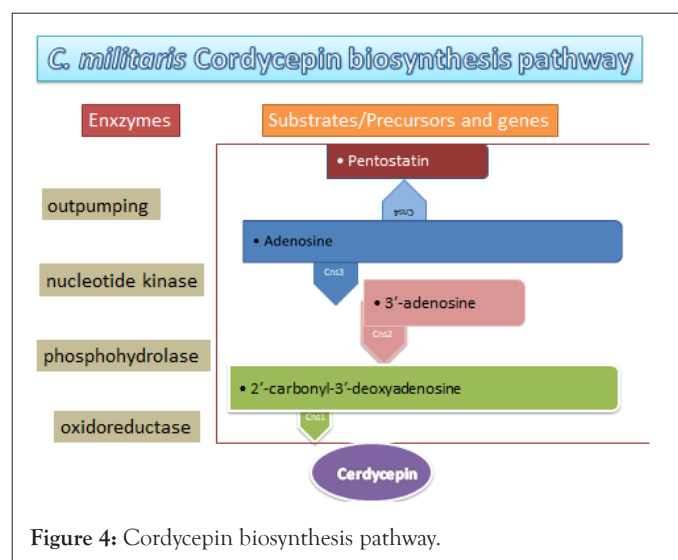 C. militaris Cordycepin biosynthesis pathway
Enxzymes
Substrates/Precursors and genes
• Pentostatin
outpumping
Cns4
• Adenosine
nucleotide kinase
Cns3
• 3′-adenosine
phosphohydrolase
Cns2
• 2′-carbonyl-3′-deoxyadenosine
oxidoreductase
Cns1
Cerdycepin
Figure 4: Cordycepin biosynthesis pathway.